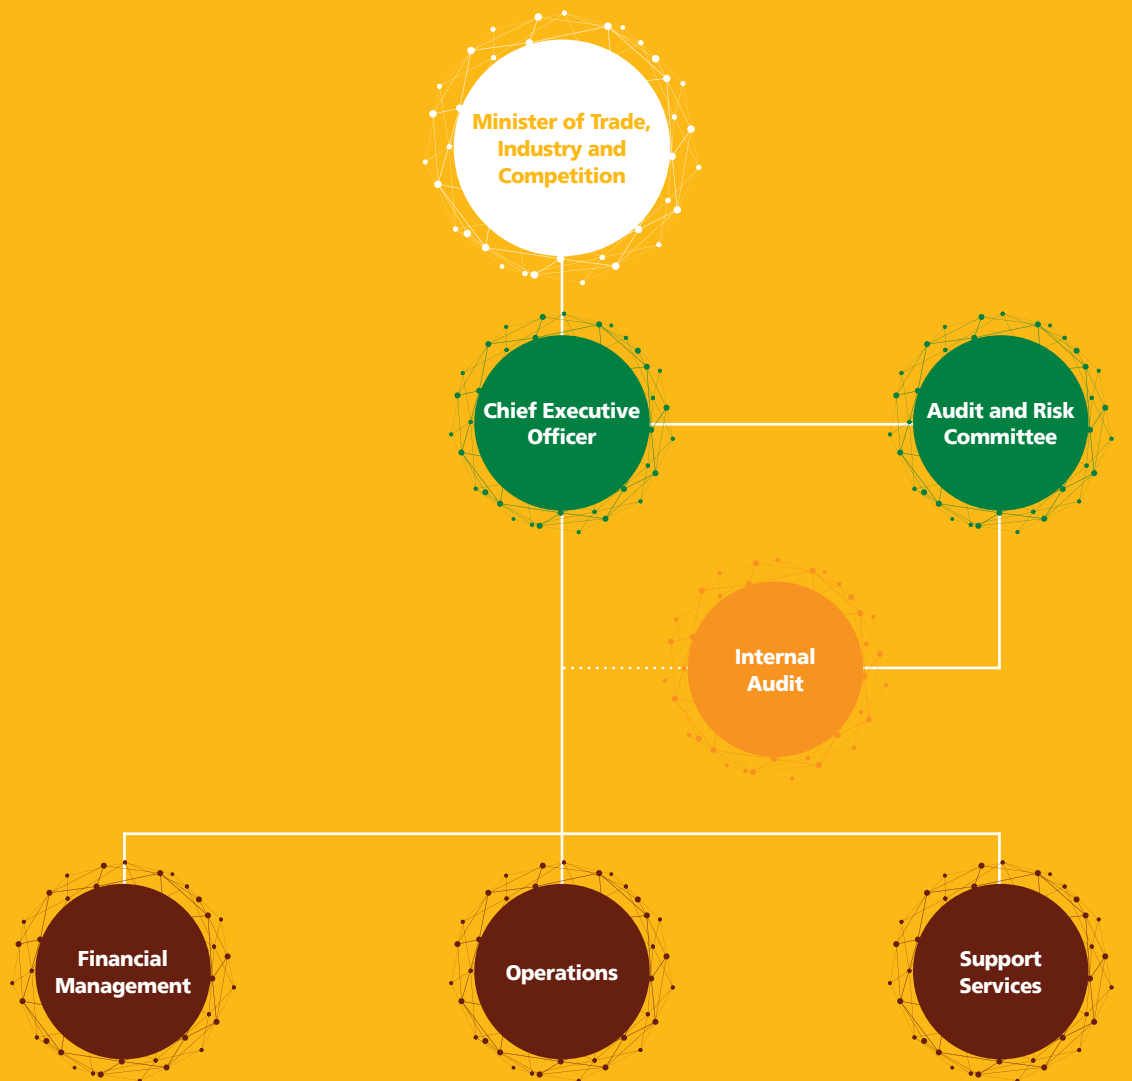 Minister of Trade,
Industry and
Competition
Chief Executive
Officer
Audit and Risk
Committee
Internal
Audit
Financial
Management
Operations
Support
Services